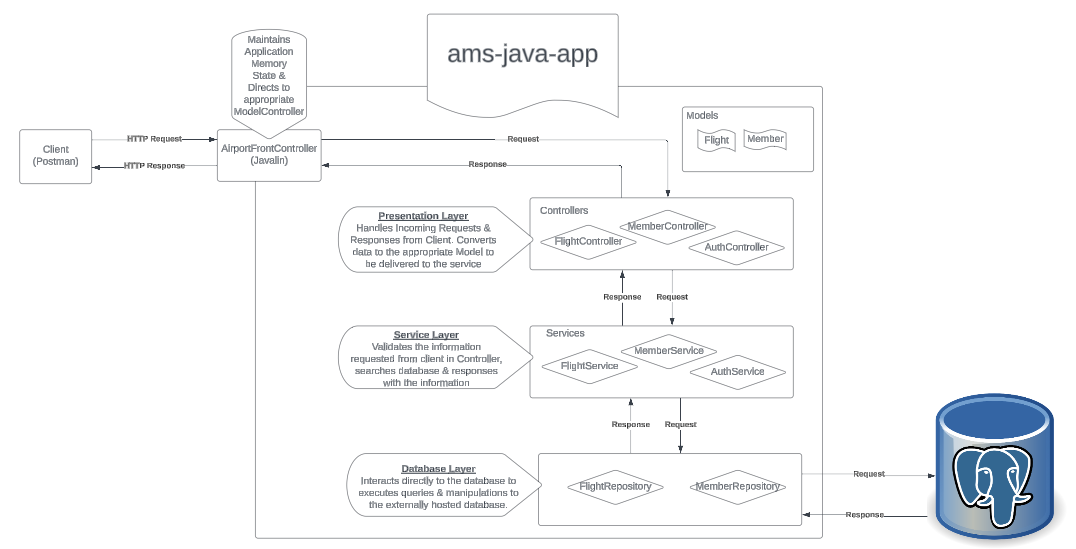 Maintains
Application
Memory
State &
Directs to
appropriate
ModelController
ams-java-app
Models
Flight
Member
Client
(Postman)
HTTP Request
HTTP Response
AirportFrontController
(Javalin)
Request
Response
Presentation Layer
Handles Incoming Requests &
Responses from Client. Converts
data to the appropriate Model to
be delivered to the service
Controllers
MemberController
FlightController
AuthController
Response
Request
Service Layer
Validates the information
requested from client in Controller,
searches database & responses
with the information
Services
MemberService
FlightService
AuthService
Response
Request
Database Layer
Interacts directly to the database to
executes queries & manipulations to
the externally hosted database.
FlightRepository
MemberRepository
Request
Response